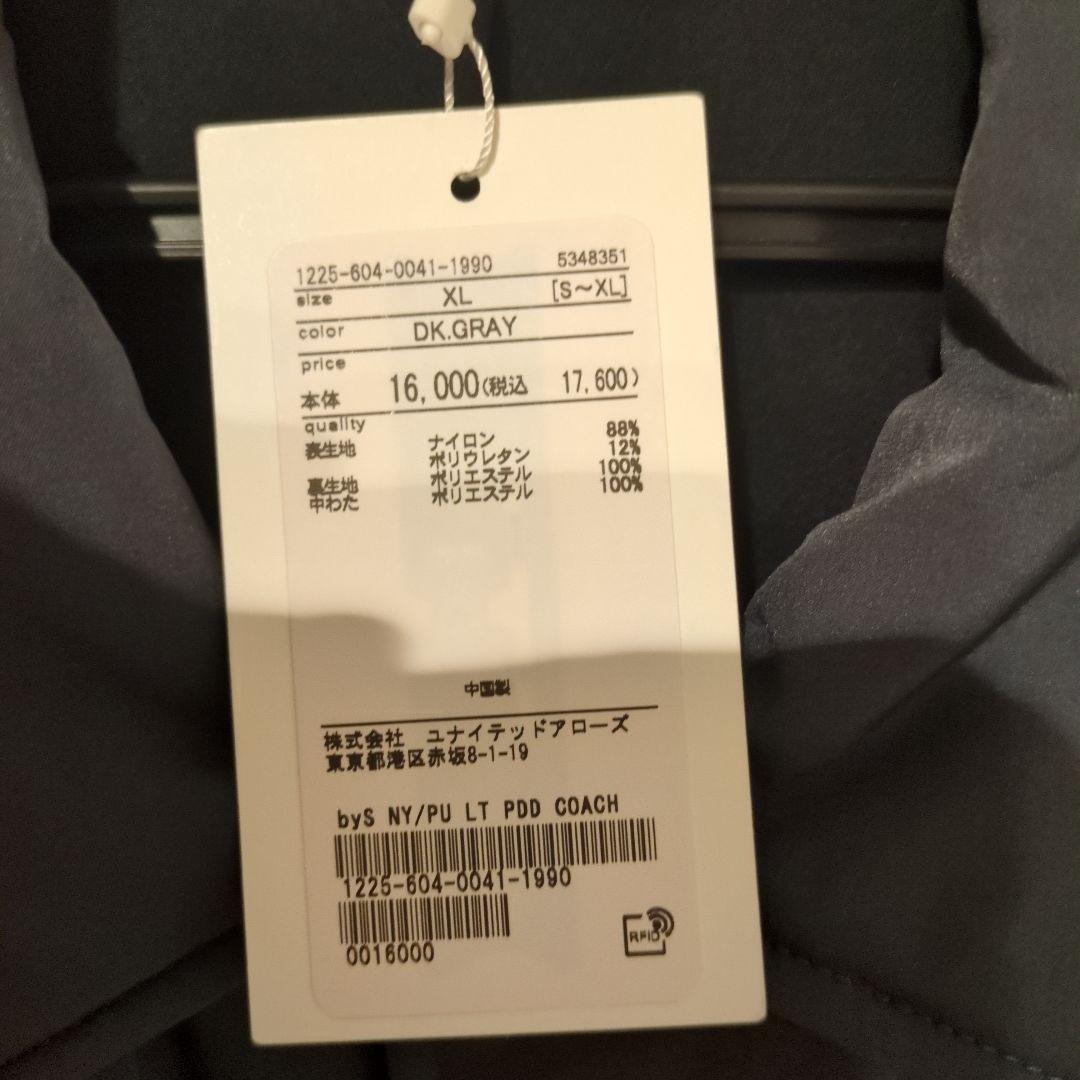 1225-604-0041-1990 5348351
size XL [S~XL]
color DK.GRAY
price
本体 16,000(税込 17,600)
quality
表生地 ナイロン 88%
ポリウレタン 12%
裏生地 ポリエステル 100%
中わた ポリエステル 100%
中国製
株式会社 ユナイテッドアローズ
東京都港区赤坂8-1-19
byS NY/PU LT PDD COACH
1225-604-0041-1990
0016000
RFID